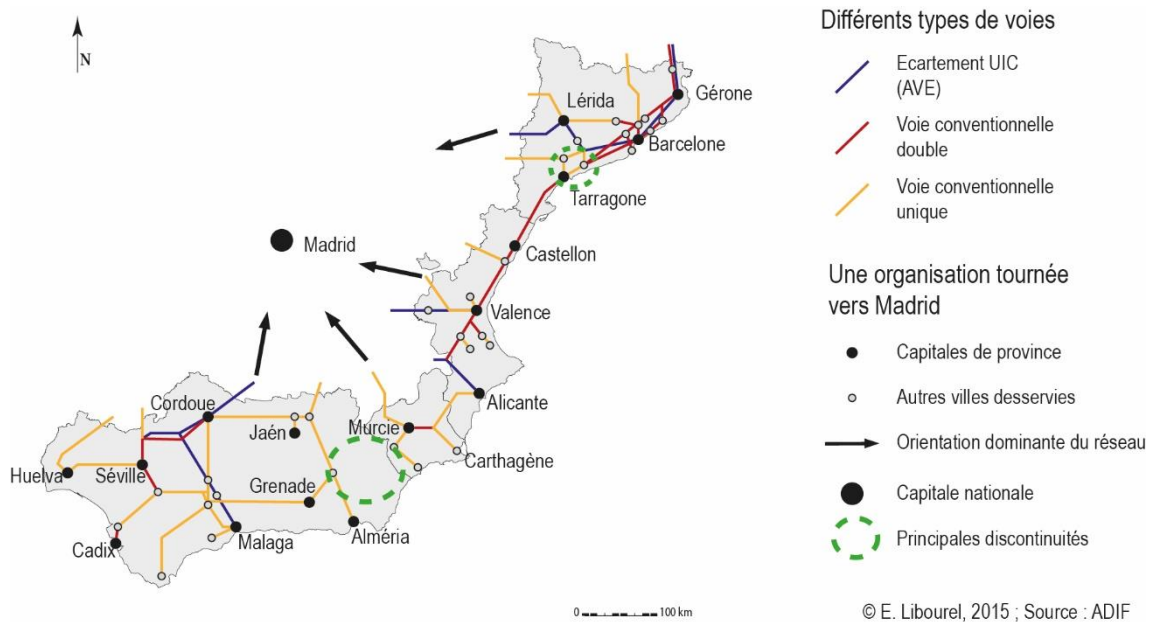 N
Gérone
Lérida
Barcelone
Tarragone
Castellon
Madrid
Valence
Alicante
Cordoue
Murcie
Jaén
Carthagène
Huelva
Séville
Grenade
Alméria
Malaga
Cadix
0 100 km
Différents types de voies
Ecartement UIC
(AVE)
Voie conventionnelle
double
Voie conventionnelle
unique
Une organisation tournée
vers Madrid
Capitales de province
Autres villes desservies
Orientation dominante du réseau
Capitale nationale
Principales discontinuités
© E. Libourel, 2015 ; Source : ADIF